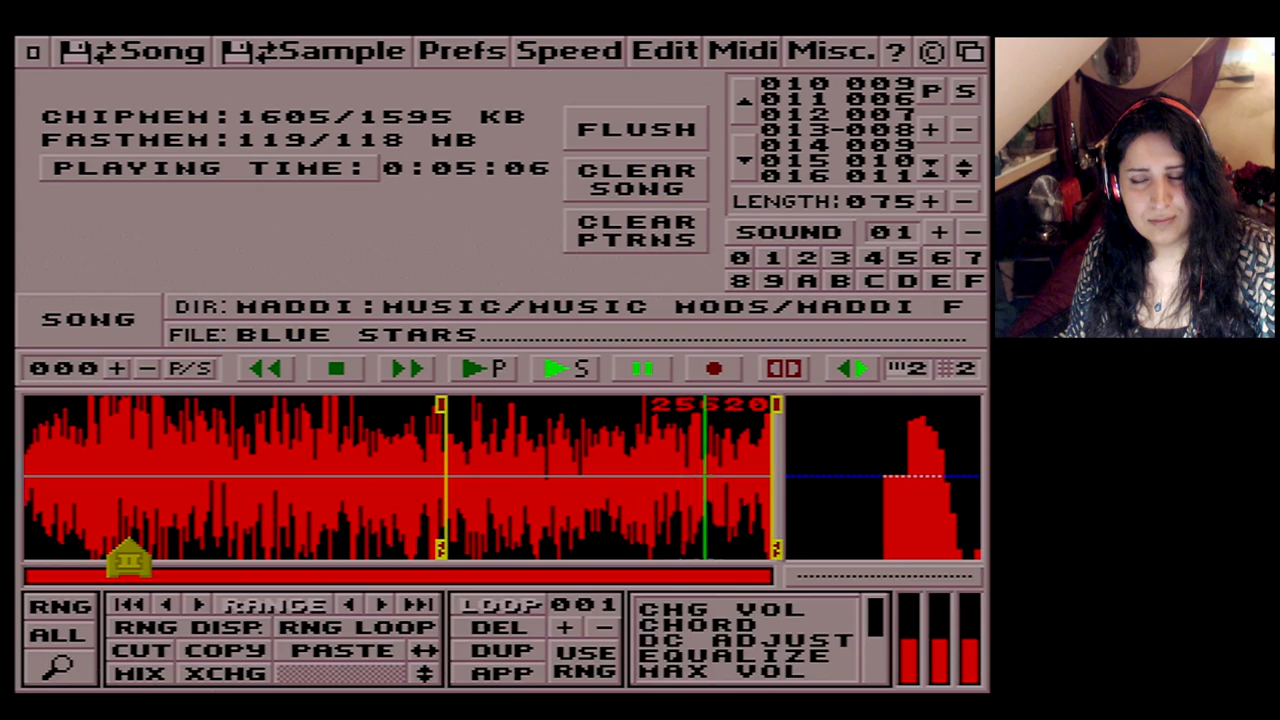 Song Sample Prefs Speed Edit Midi Misc. ? ©
CHIPMEM:1605/1595 KB
FASTMEM:119/118 MB
PLAYING TIME: 0:05:06
FLUSH
CLEAR
SONG
CLEAR
PTRNS
010 009
011 006
012 007
013-008
014 009
015 010
016 011
P S
+ -
LENGTH:075 + -
SOUND 01 + -
0 1 2 3 4 5 6 7
8 9 A B C D E F
SONG
DIR: MADDI:MUSIC/MUSIC MODS/MADDI F
FILE: BLUE STARS
000 + - P/S P S 2 2
25620
RNG
ALL
RANGE
RNG DISP. RNG LOOP
CUT COPY PASTE
MIX XCHG
LOOP 001
DEL + -
DUP USE
APP RNG
CHG VOL
CHORD
DC ADJUST
EQUALIZE
MAX VOL